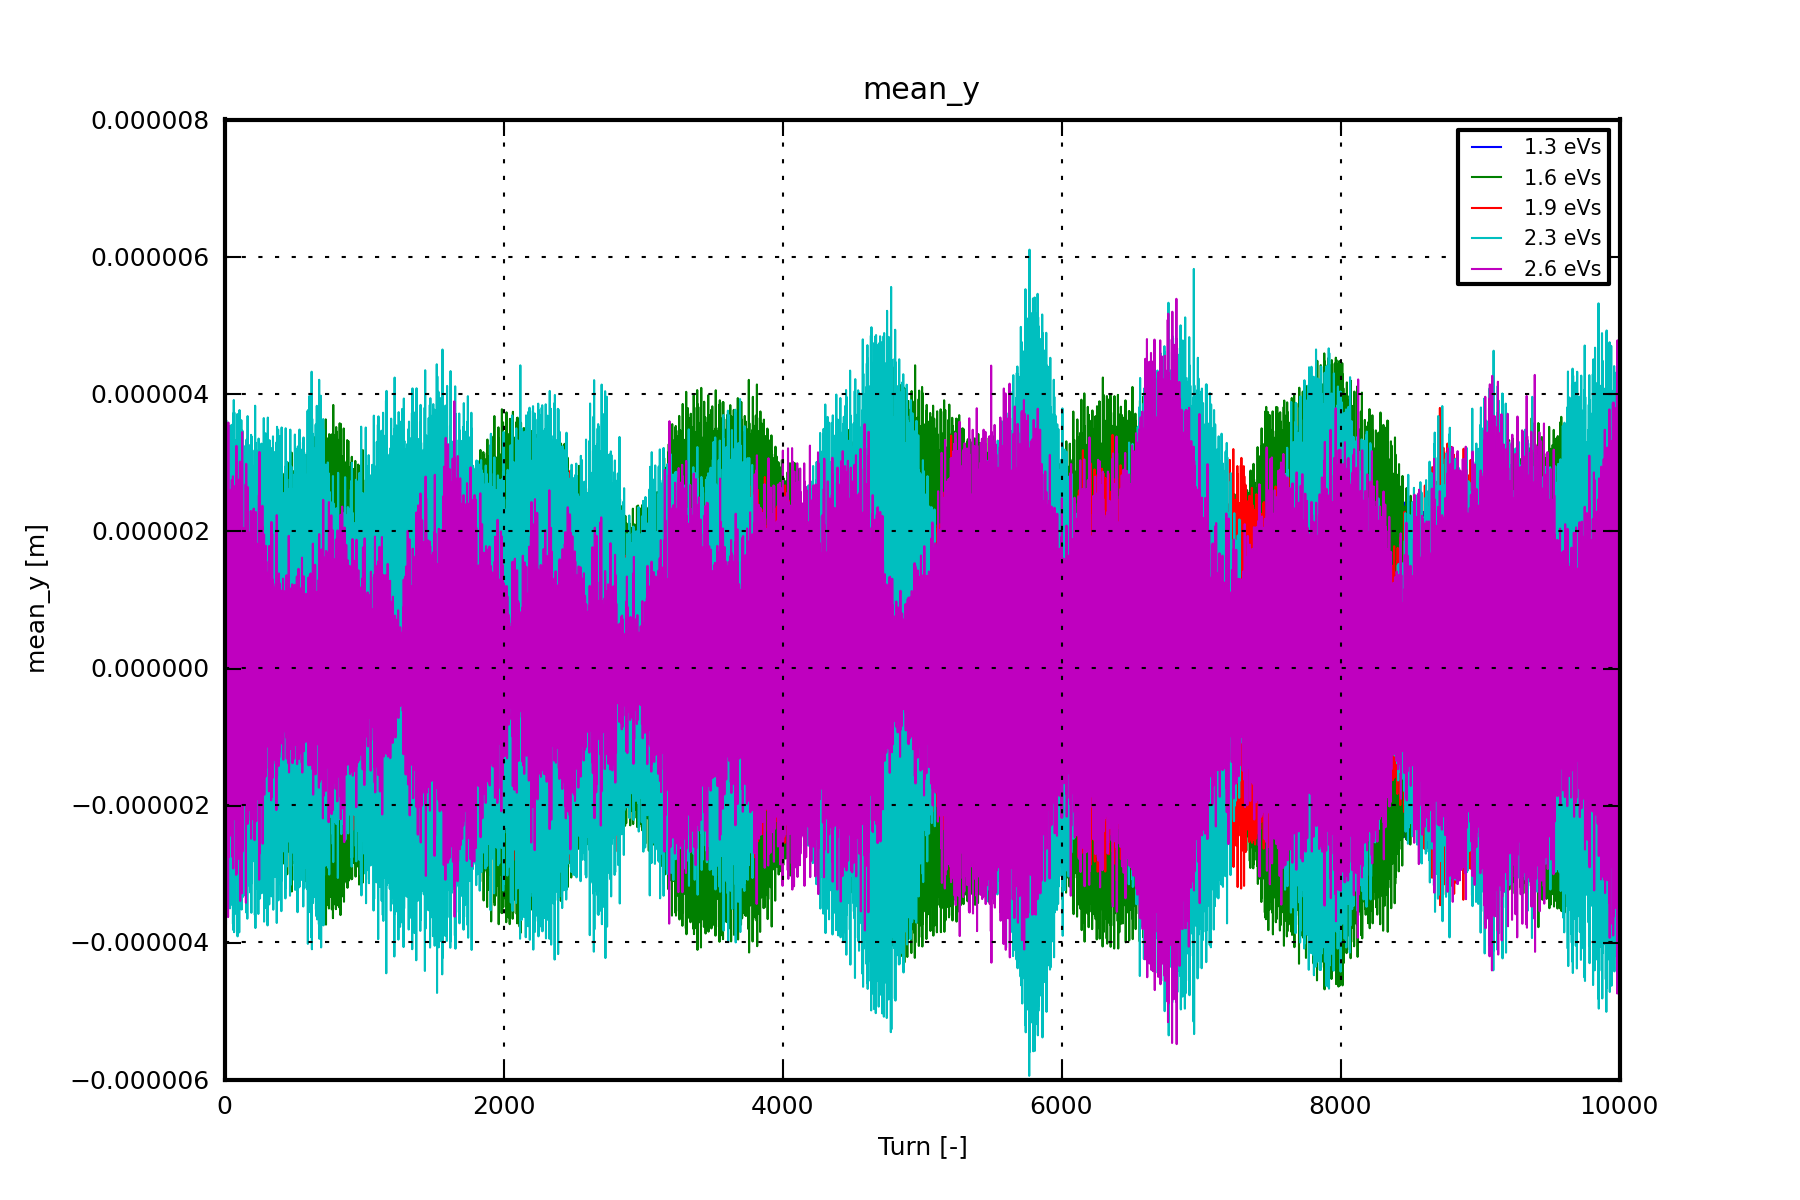 mean_y
0.000008
0.000006
0.000004
0.000002
0.000000
−0.000002
−0.000004
−0.000006
mean_y [m]
1.3 eVs
1.6 eVs
1.9 eVs
2.3 eVs
2.6 eVs
0 2000 4000 6000 8000 10000
Turn [-]